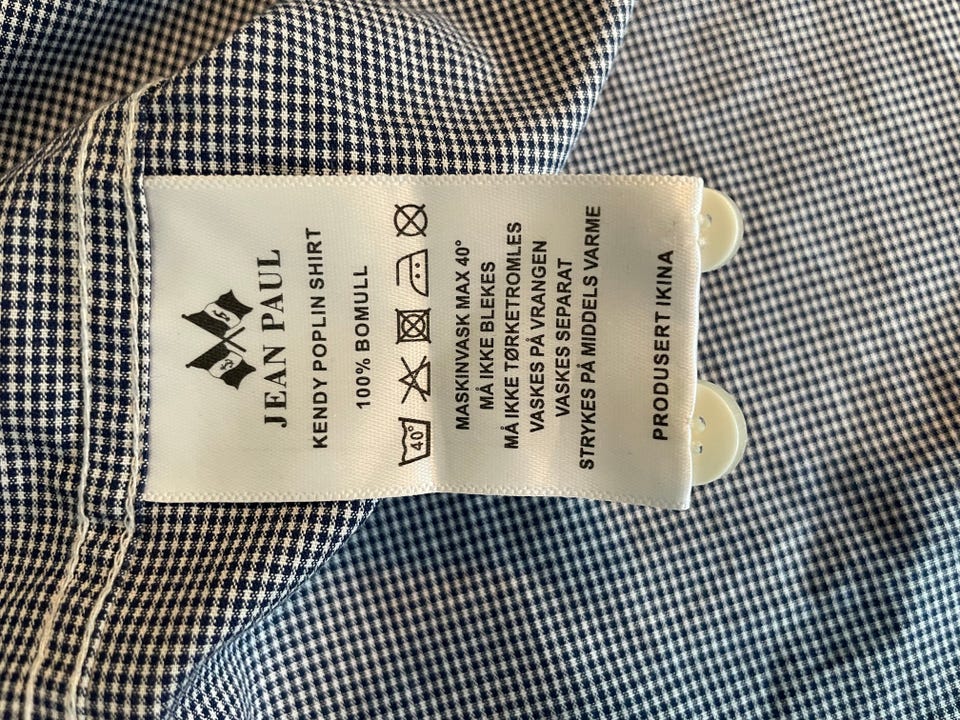 JEAN PAUL
KENDY POPLIN SHIRT
100% BOMULL
40°
MASKINVASK MAX 40°
MÅ IKKE BLEKES
MÅ IKKE TØRKETROMLES
VASKES PÅ VRANGEN
VASKES SEPARAT
STRYKES PÅ MIDDELS VARME
PRODUSERT IKINA